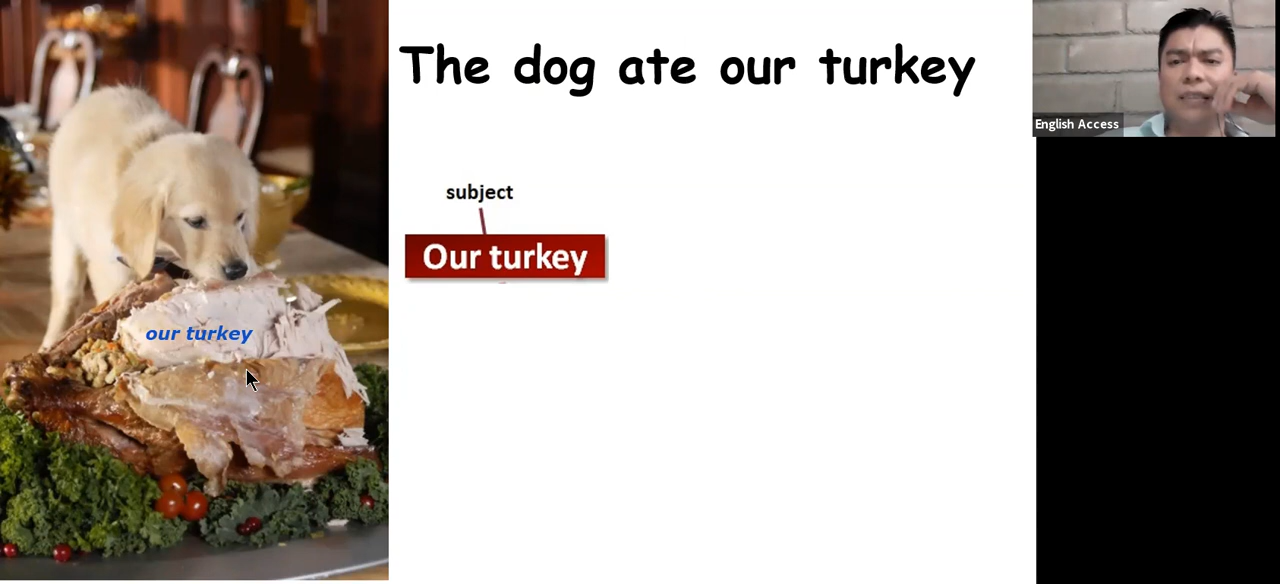 The dog ate our turkey
subject
Our turkey
our turkey
English Access